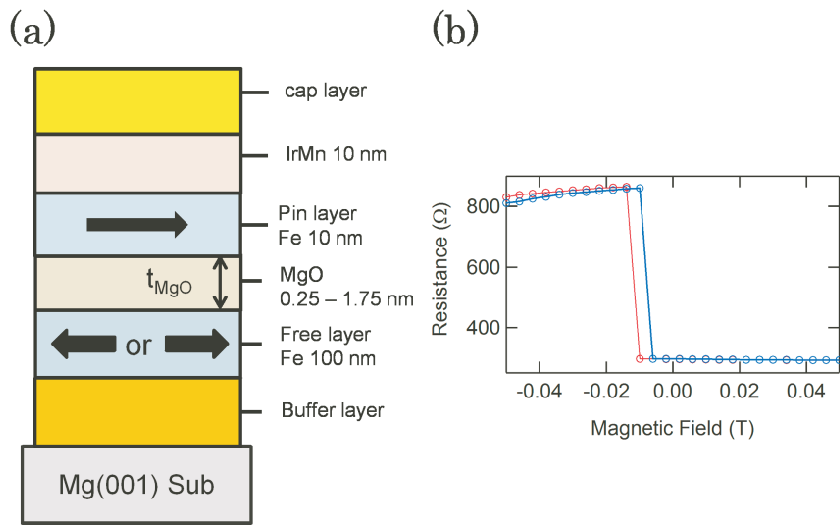 (a)
cap layer
IrMn 10 nm
Pin layer
Fe 10 nm
tMgO
MgO
0.25 – 1.75 nm
or
Free layer
Fe 100 nm
Buffer layer
Mg(001) Sub
(b)
Resistance (Ω)
800
600
400
-0.04 -0.02 0.00 0.02 0.04
Magnetic Field (T)